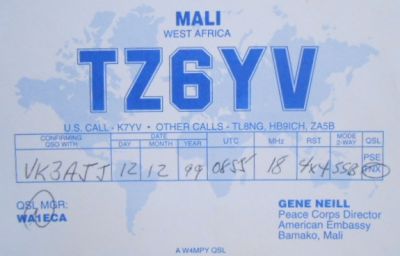 MALI
WEST AFRICA
TZ6YV
U.S. CALL - K7YV • OTHER CALLS - TL8NG, HB9ICH, ZA5B
CONFIRMING QSO WITH DATE DAY MONTH YEAR UTC MHz RST MODE 2-WAY QSL
VK3AJJ 12 12 99 0855 18 4x4 SSB PSE TNX
QSL MGR:
WA1ECA
GENE NEILL
Peace Corps Director
American Embassy
Bamako, Mali
A W4MPY QSL